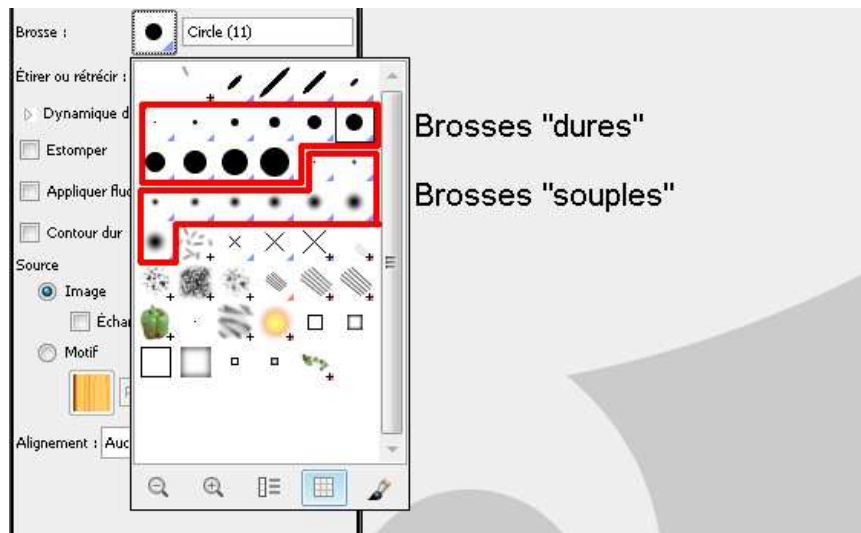 Brosse :
Circle (11)
Étirer ou rétrécir :
Dynamique d
Estomper
Brosses "dures"
Appliquer fluc
Brosses "souples"
Contour dur
Source
Image
Échan
Motif
Alignement : Auc